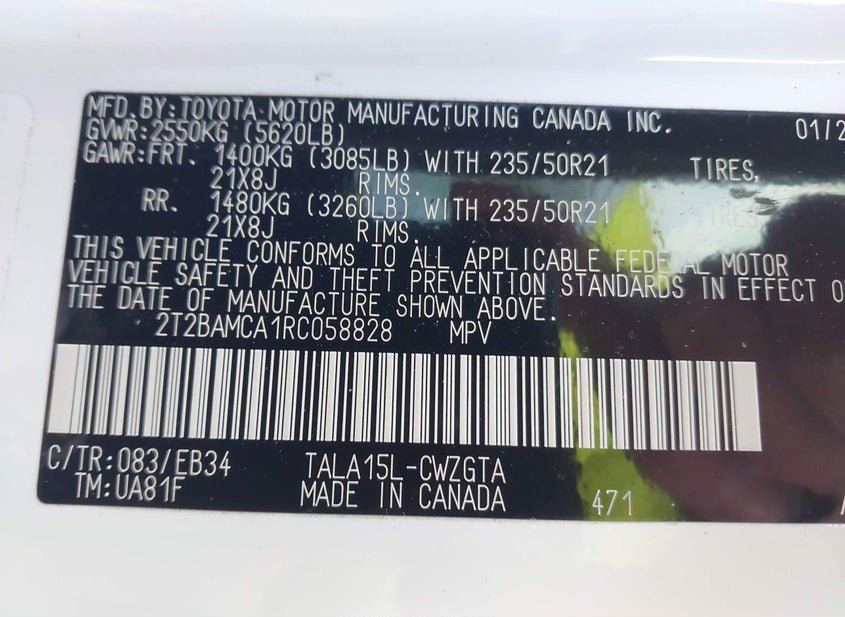 MFD. BY: TOYOTA MOTOR MANUFACTURING CANADA INC. 01/2
GVWR: 2550KG (5620LB)
GAWR: FRT. 1400KG (3085LB) WITH 235/50R21 TIRES,
21X8J RIMS.
RR. 1480KG (3260LB) WITH 235/50R21 TIRES
21X8J RIMS.
THIS VEHICLE CONFORMS TO ALL APPLICABLE FEDERAL MOTOR
VEHICLE SAFETY AND THEFT PREVENTION STANDARDS IN EFFECT O
THE DATE OF MANUFACTURE SHOWN ABOVE.
2T2BAMCA1RC058828 MPV
C/TR: 083/EB34 TALA15L-CWZGTA
TM: UA81F MADE IN CANADA 471